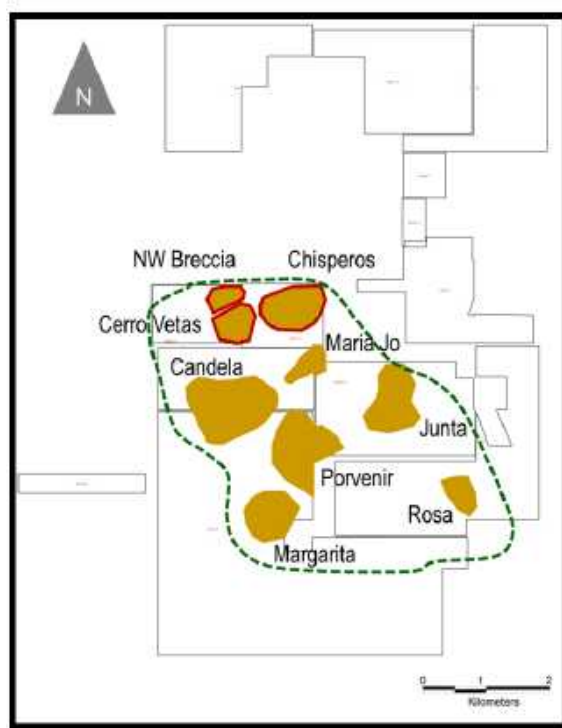 N
NW Breccia
Chisperos
Cerro Vetas
Maria Jo
Candela
Junta
Porvenir
Rosa
Margarita
0 1 2
Kilometers